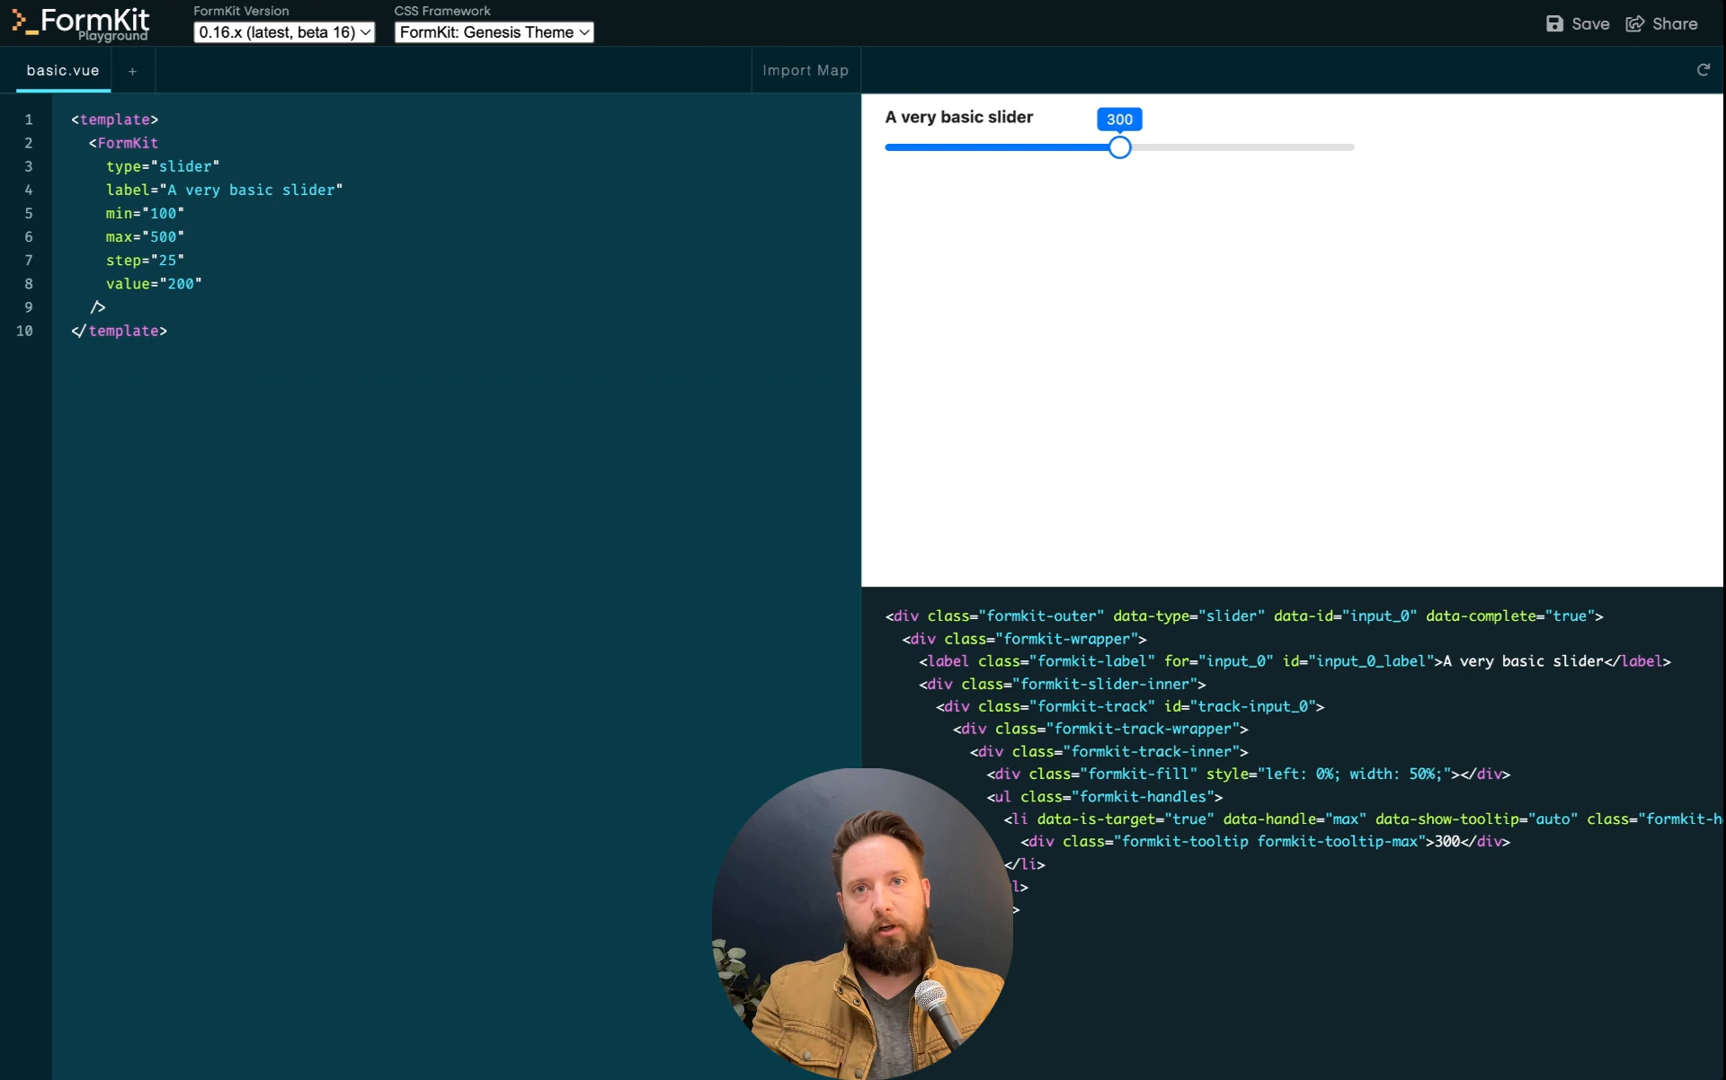 FormKit
Playground
FormKit Version
0.16.x (latest, beta 16)
CSS Framework
FormKit: Genesis Theme
Save
Share
basic.vue
+
Import Map
1 <template>
2 <FormKit
3 type="slider"
4 label="A very basic slider"
5 min="100"
6 max="500"
7 step="25"
8 value="200"
9 />
10 </template>
A very basic slider
300
<div class="formkit-outer" data-type="slider" data-id="input_0" data-complete="true">
<div class="formkit-wrapper">
<label class="formkit-label" for="input_0" id="input_0_label">A very basic slider</label>
<div class="formkit-slider-inner">
<div class="formkit-track" id="track-input_0">
<div class="formkit-track-wrapper">
<div class="formkit-track-inner">
<div class="formkit-fill" style="left: 0%; width: 50%;"></div>
<ul class="formkit-handles">
<li data-is-target="true" data-handle="max" data-show-tooltip="auto" class="formkit-h
<div class="formkit-tooltip formkit-tooltip-max">300</div>
</li>
l>
>